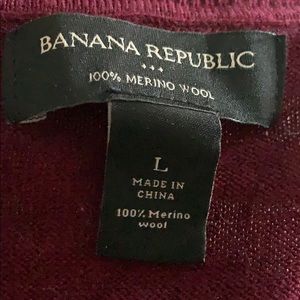 BANANA REPUBLIC
100% MERINO WOOL
L
MADE IN
CHINA
100% Merino
wool